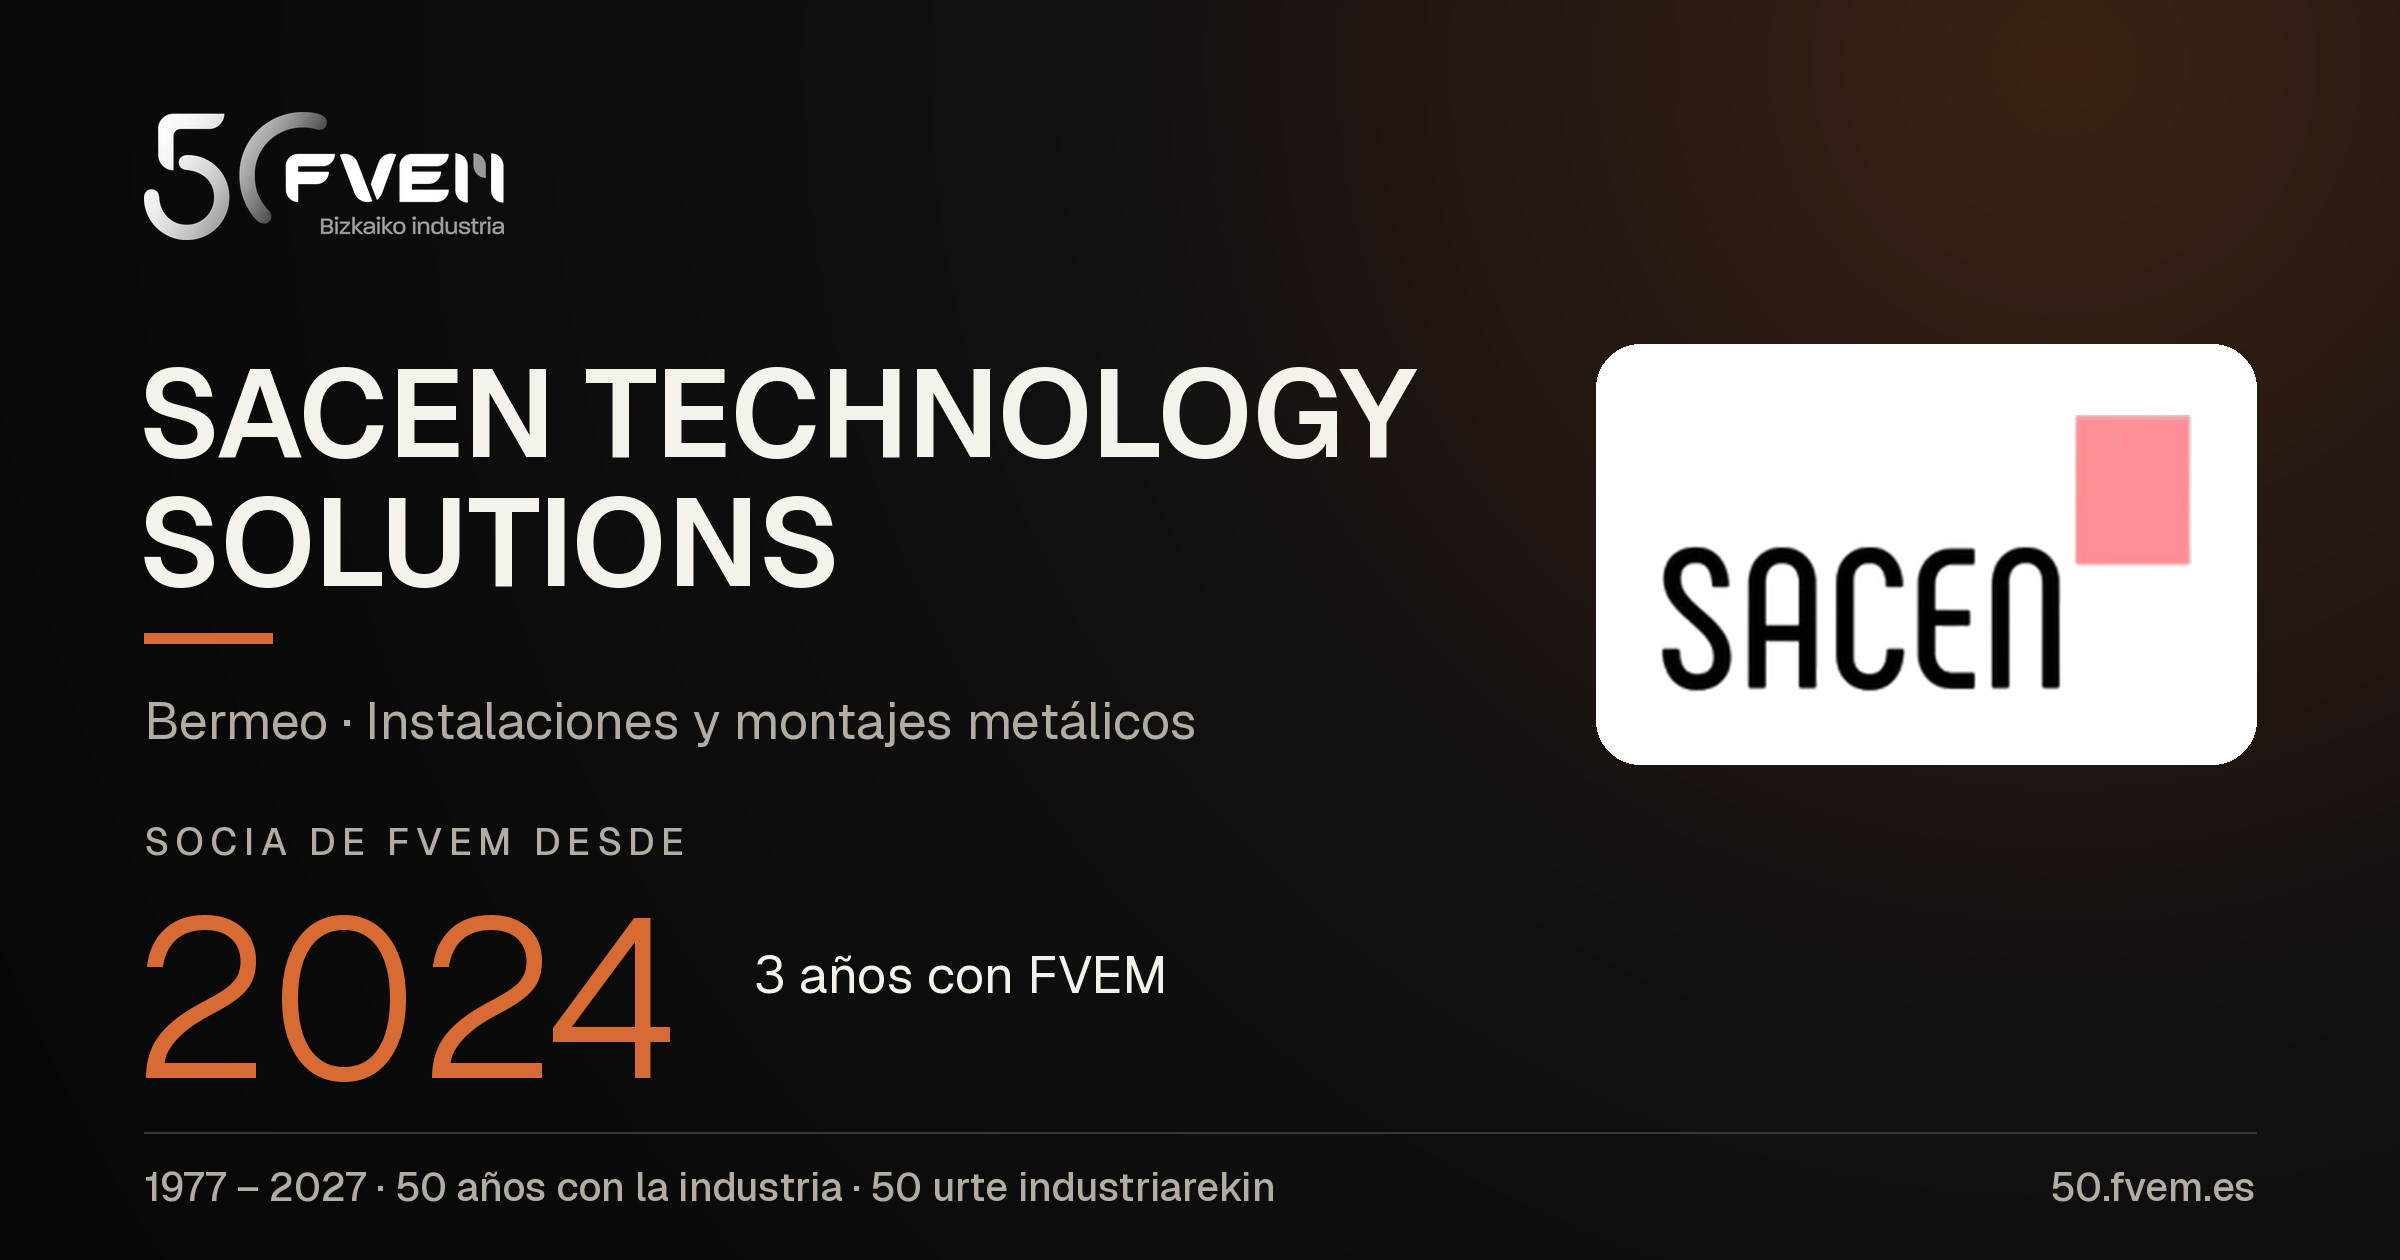 50 FVEM
Bizkaiko industria
SACEN TECHNOLOGY
SOLUTIONS
SACEN
Bermeo · Instalaciones y montajes metálicos
SOCIA DE FVEM DESDE
2024
3 años con FVEM
1977 – 2027 · 50 años con la industria · 50 urte industriarekin
50.fvem.es